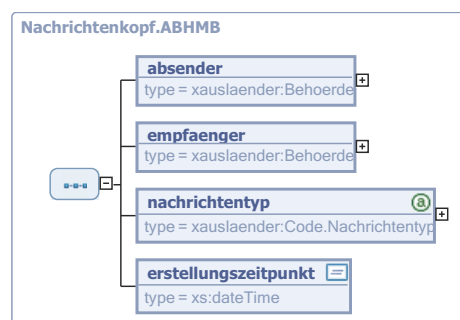 Nachrichtenkopf.ABHMB
absender
type = xauslaender:Behoerde
empfaenger
type = xauslaender:Behoerde
nachrichtentyp a
type = xauslaender:Code.Nachrichtentyp
erstellungszeitpunkt
type = xs:dateTime